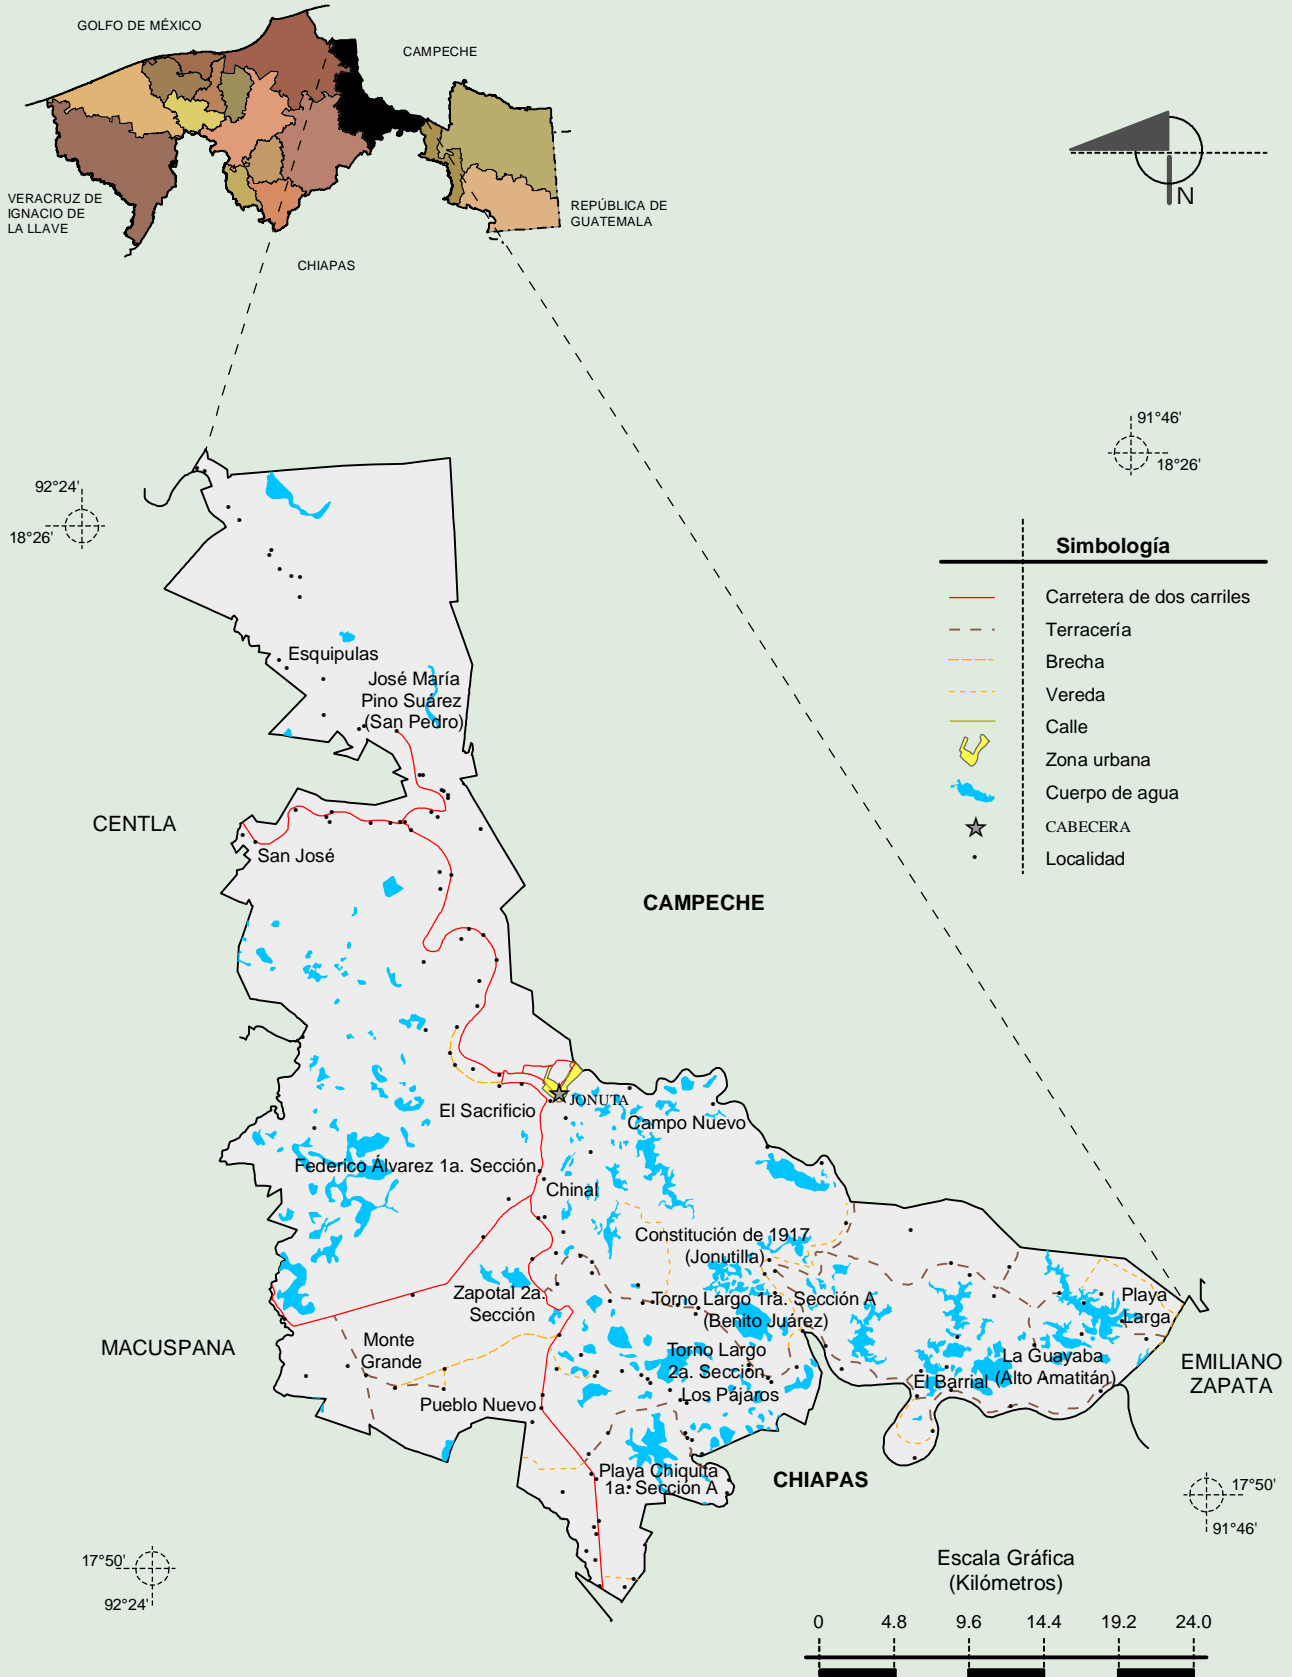 GOLFO DE MÉXICO
CAMPECHE
VERACRUZ DE
IGNACIO DE
LA LLAVE
REPÚBLICA DE
GUATEMALA
CHIAPAS
N
91°46'
18°26'
92°24'
18°26'
Simbología
Carretera de dos carriles
Terracería
Brecha
Vereda
Calle
Zona urbana
Cuerpo de agua
CABECERA
Localidad
Esquipulas
José María
Pino Suárez
(San Pedro)
CENTLA
San José
CAMPECHE
El Sacrificio
JONUTA
Campo Nuevo
Federico Álvarez 1a. Sección
Chinal
Constitución de 1917
(Jonutilla)
Zapotal 2a.
Sección
Torno Largo 1ra. Sección A
(Benito Juárez)
Playa
Larga
MACUSPANA
Monte
Grande
Torno Largo
2a. Sección
Los Pájaros
La Guayaba
(Alto Amatitán)
El Barrial
EMILIANO
ZAPATA
Pueblo Nuevo
Playa Chiquita
1a. Sección A
CHIAPAS
17°50'
91°46'
17°50'
92°24'
Escala Gráfica
(Kilómetros)
0 4.8 9.6 14.4 19.2 24.0